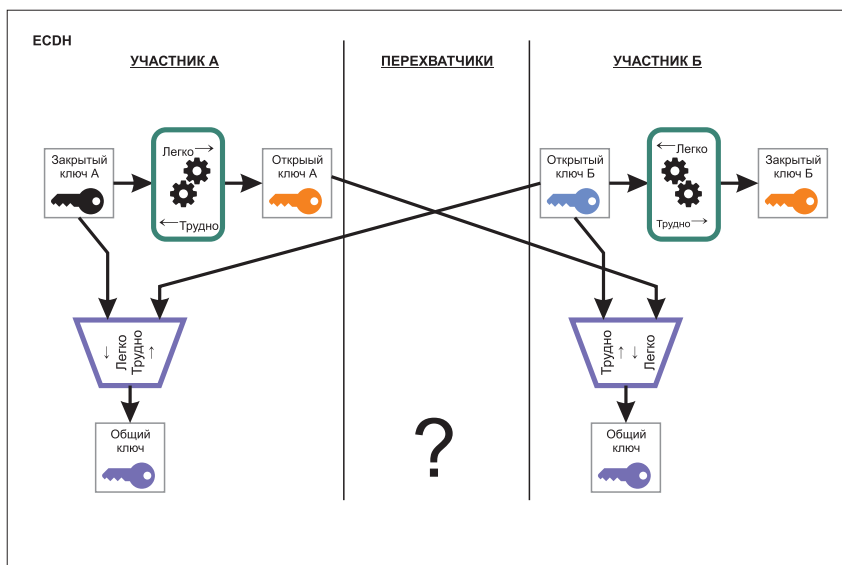 ECDH
УЧАСТНИК А
ПЕРЕХВАТЧИКИ
УЧАСТНИК Б
Закрытый
ключ А
Легко →
← Трудно
Открыый
ключ А
Открытый
ключ Б
← Легко
Трудно →
Закрытый
ключ Б
← Легко
Трудно →
Трудно →
← Легко
Общий
ключ
?
Общий
ключ